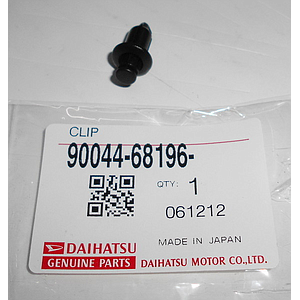 CLIP
90044-68196-
QTY: 1
061212
MADE IN JAPAN
DAIHATSU
GENUINE PARTS
DAIHATSU MOTOR CO.,LTD.